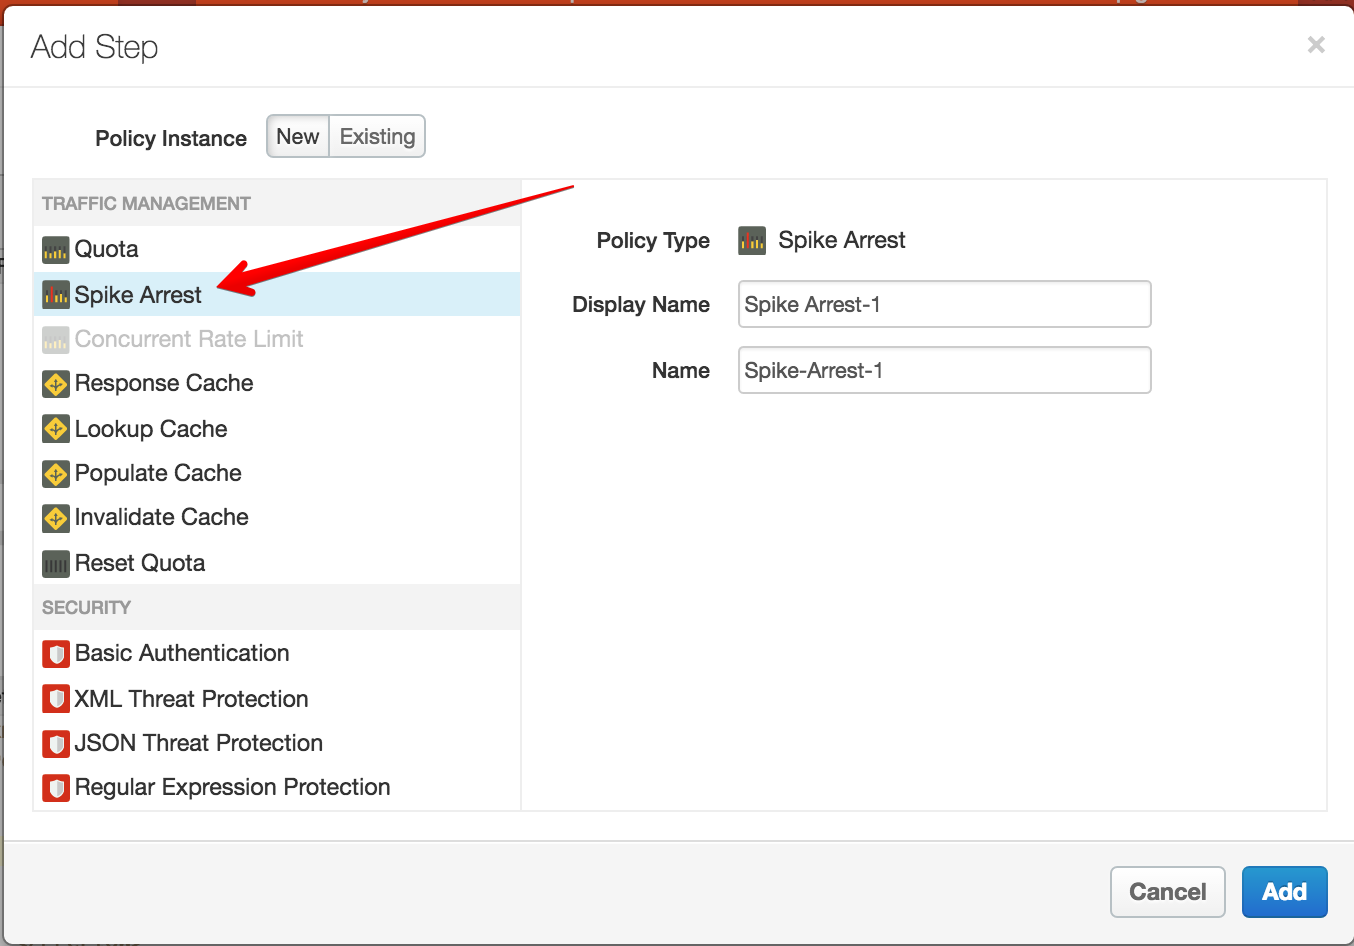 Add Step
×
Policy Instance New Existing
TRAFFIC MANAGEMENT
Quota
Spike Arrest
Concurrent Rate Limit
Response Cache
Lookup Cache
Populate Cache
Invalidate Cache
Reset Quota
SECURITY
Basic Authentication
XML Threat Protection
JSON Threat Protection
Regular Expression Protection
Policy Type Spike Arrest
Display Name Spike Arrest-1
Name Spike-Arrest-1
Cancel Add